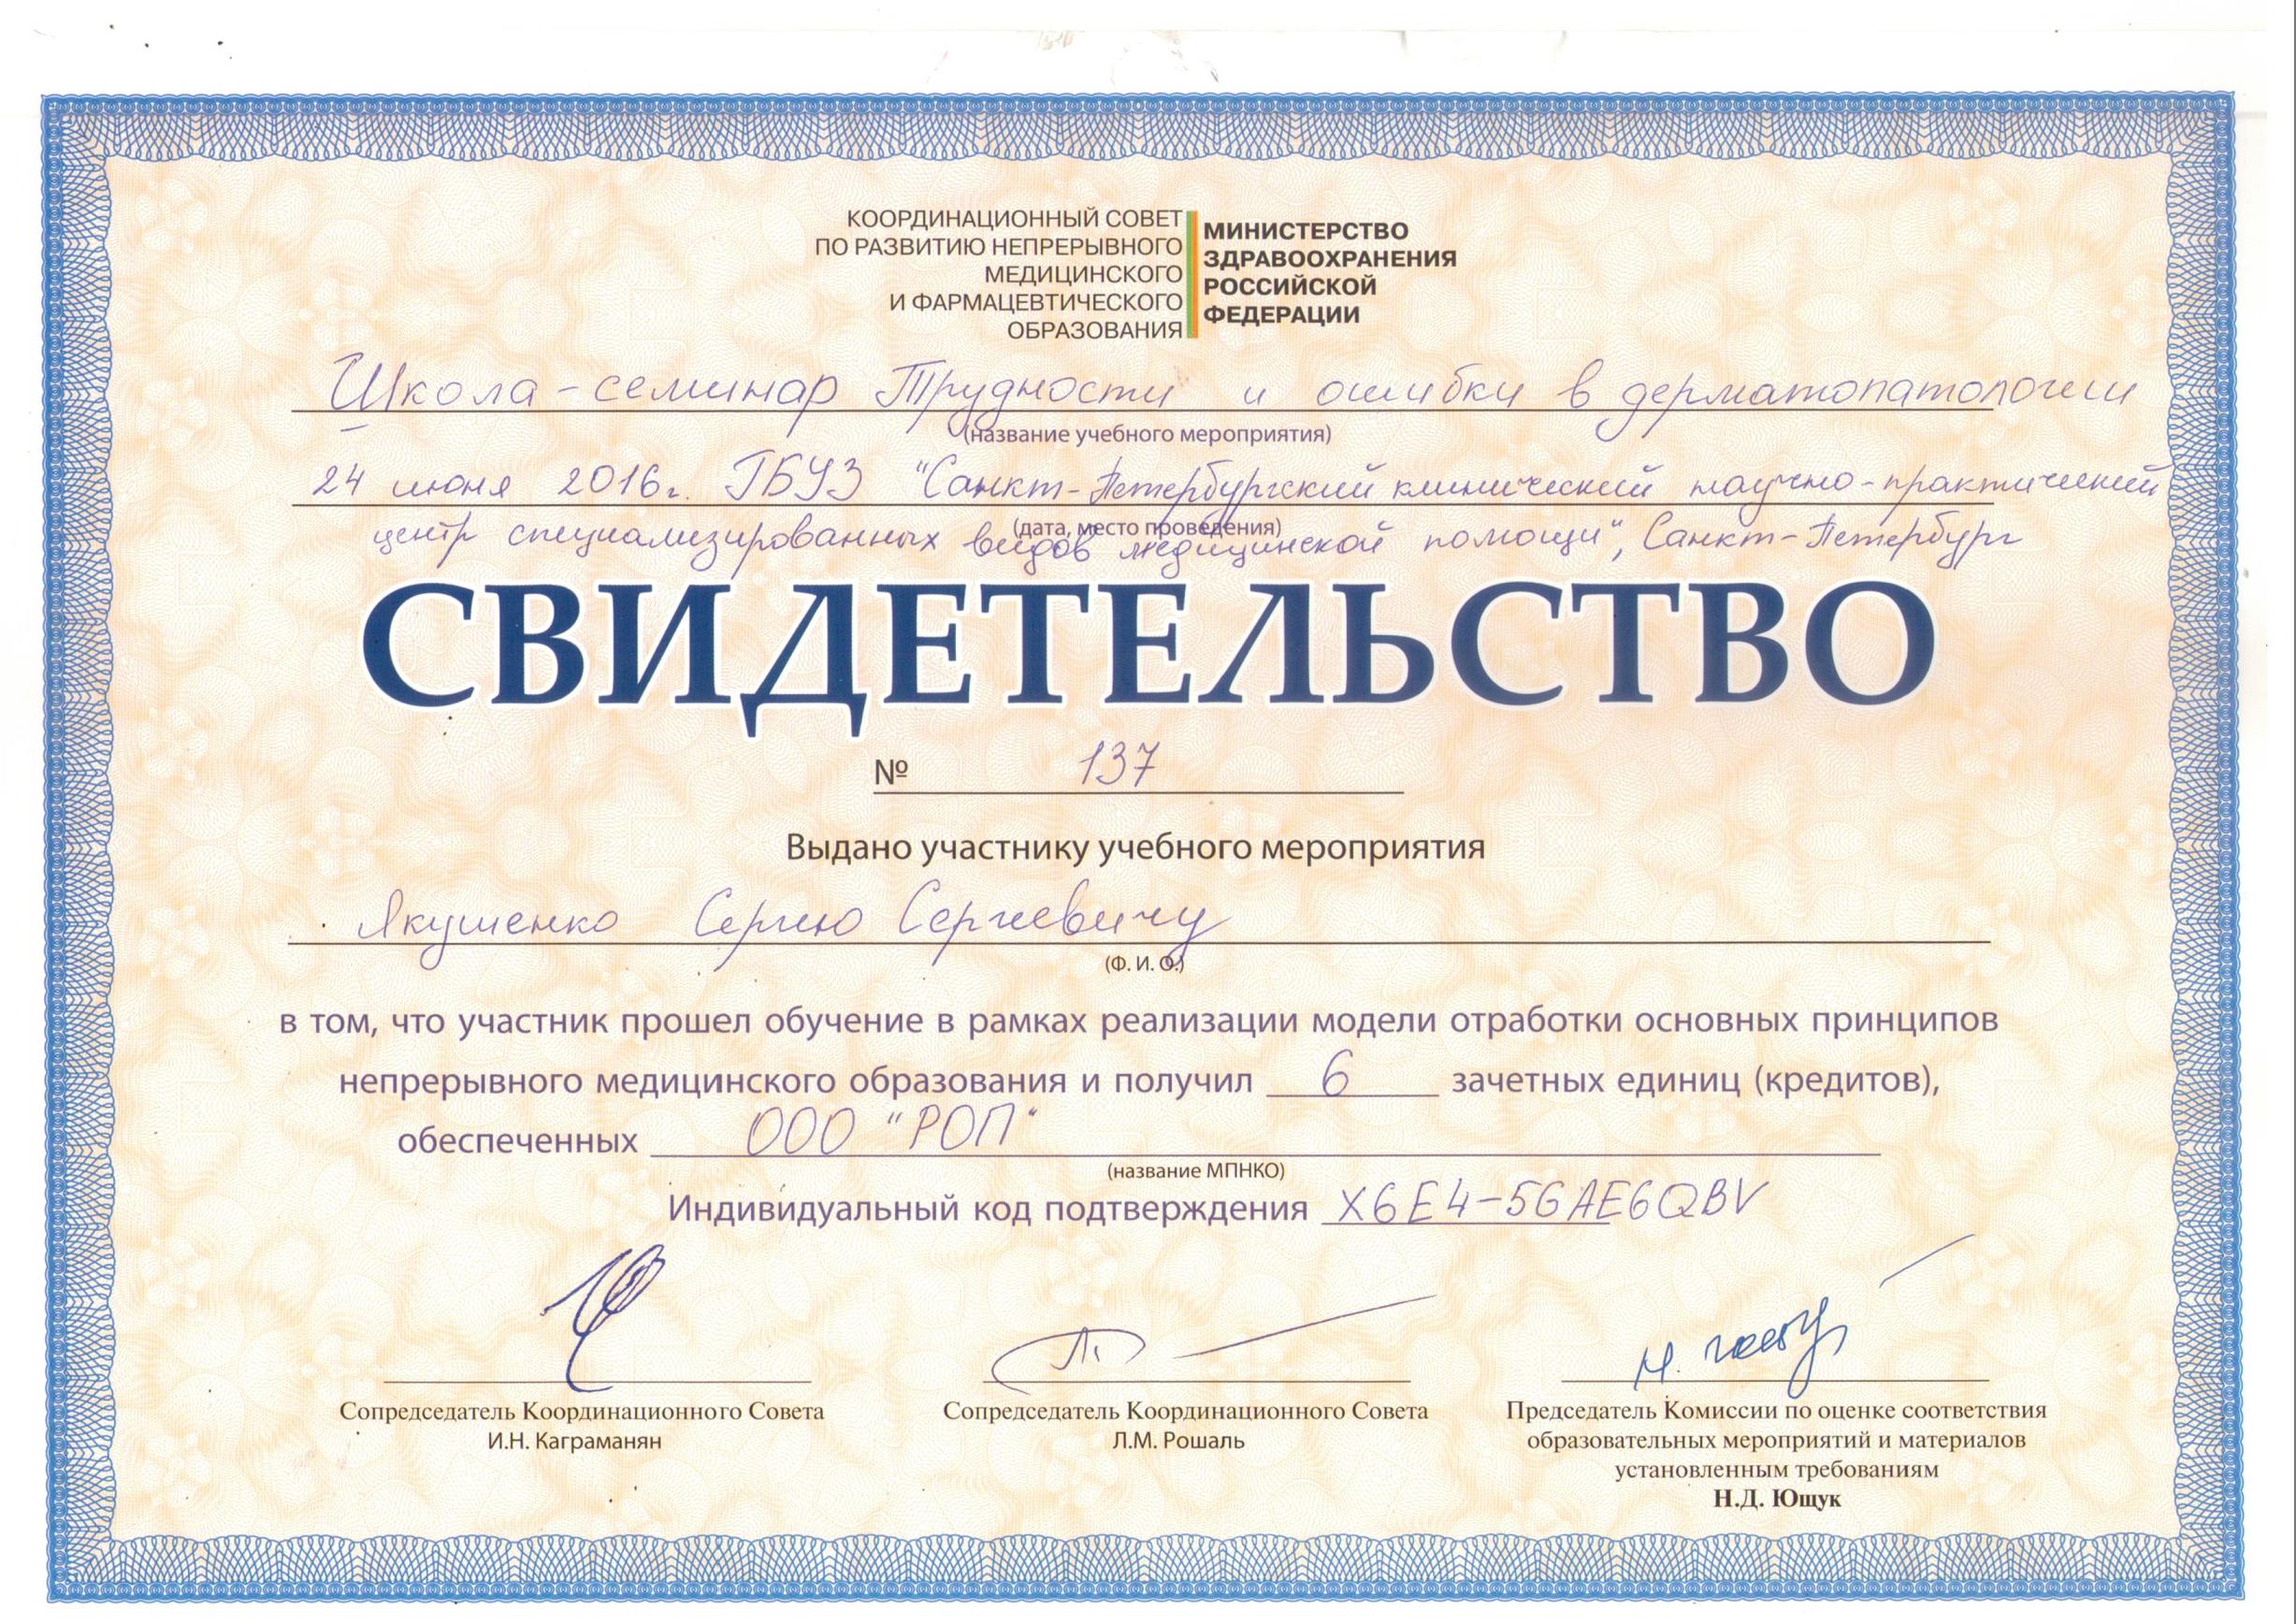 КООРДИНАЦИОННЫЙ СОВЕТ
ПО РАЗВИТИЮ НЕПРЕРЫВНОГО
МЕДИЦИНСКОГО
И ФАРМАЦЕВТИЧЕСКОГО
ОБРАЗОВАНИЯ
МИНИСТЕРСТВО
ЗДРАВООХРАНЕНИЯ
РОССИЙСКОЙ
ФЕДЕРАЦИИ
Школа-семинар Трудности и ошибки в дерматопатологии
(название учебного мероприятия)
24 июня 2016г. ГБУЗ "Санкт-Петербургский клинический научно-практический
(дата, место проведения)
центр специализированных видов медицинской помощи", Санкт-Петербург
СВИДЕТЕЛЬСТВО
№ 137
Выдано участнику учебного мероприятия
Якушенко Сергею Сергеевичу
(Ф. И. О.)
в том, что участник прошел обучение в рамках реализации модели отработки основных принципов
непрерывного медицинского образования и получил 6 зачетных единиц (кредитов),
обеспеченных ООО "РОП"
(название МПНКО)
Индивидуальный код подтверждения X6E4-56AE6QBV
Сопредседатель Координационного Совета
И.Н. Каграманян
Сопредседатель Координационного Совета
Л.М. Рошаль
Председатель Комиссии по оценке соответствия
образовательных мероприятий и материалов
установленным требованиям
Н.Д. Ющук